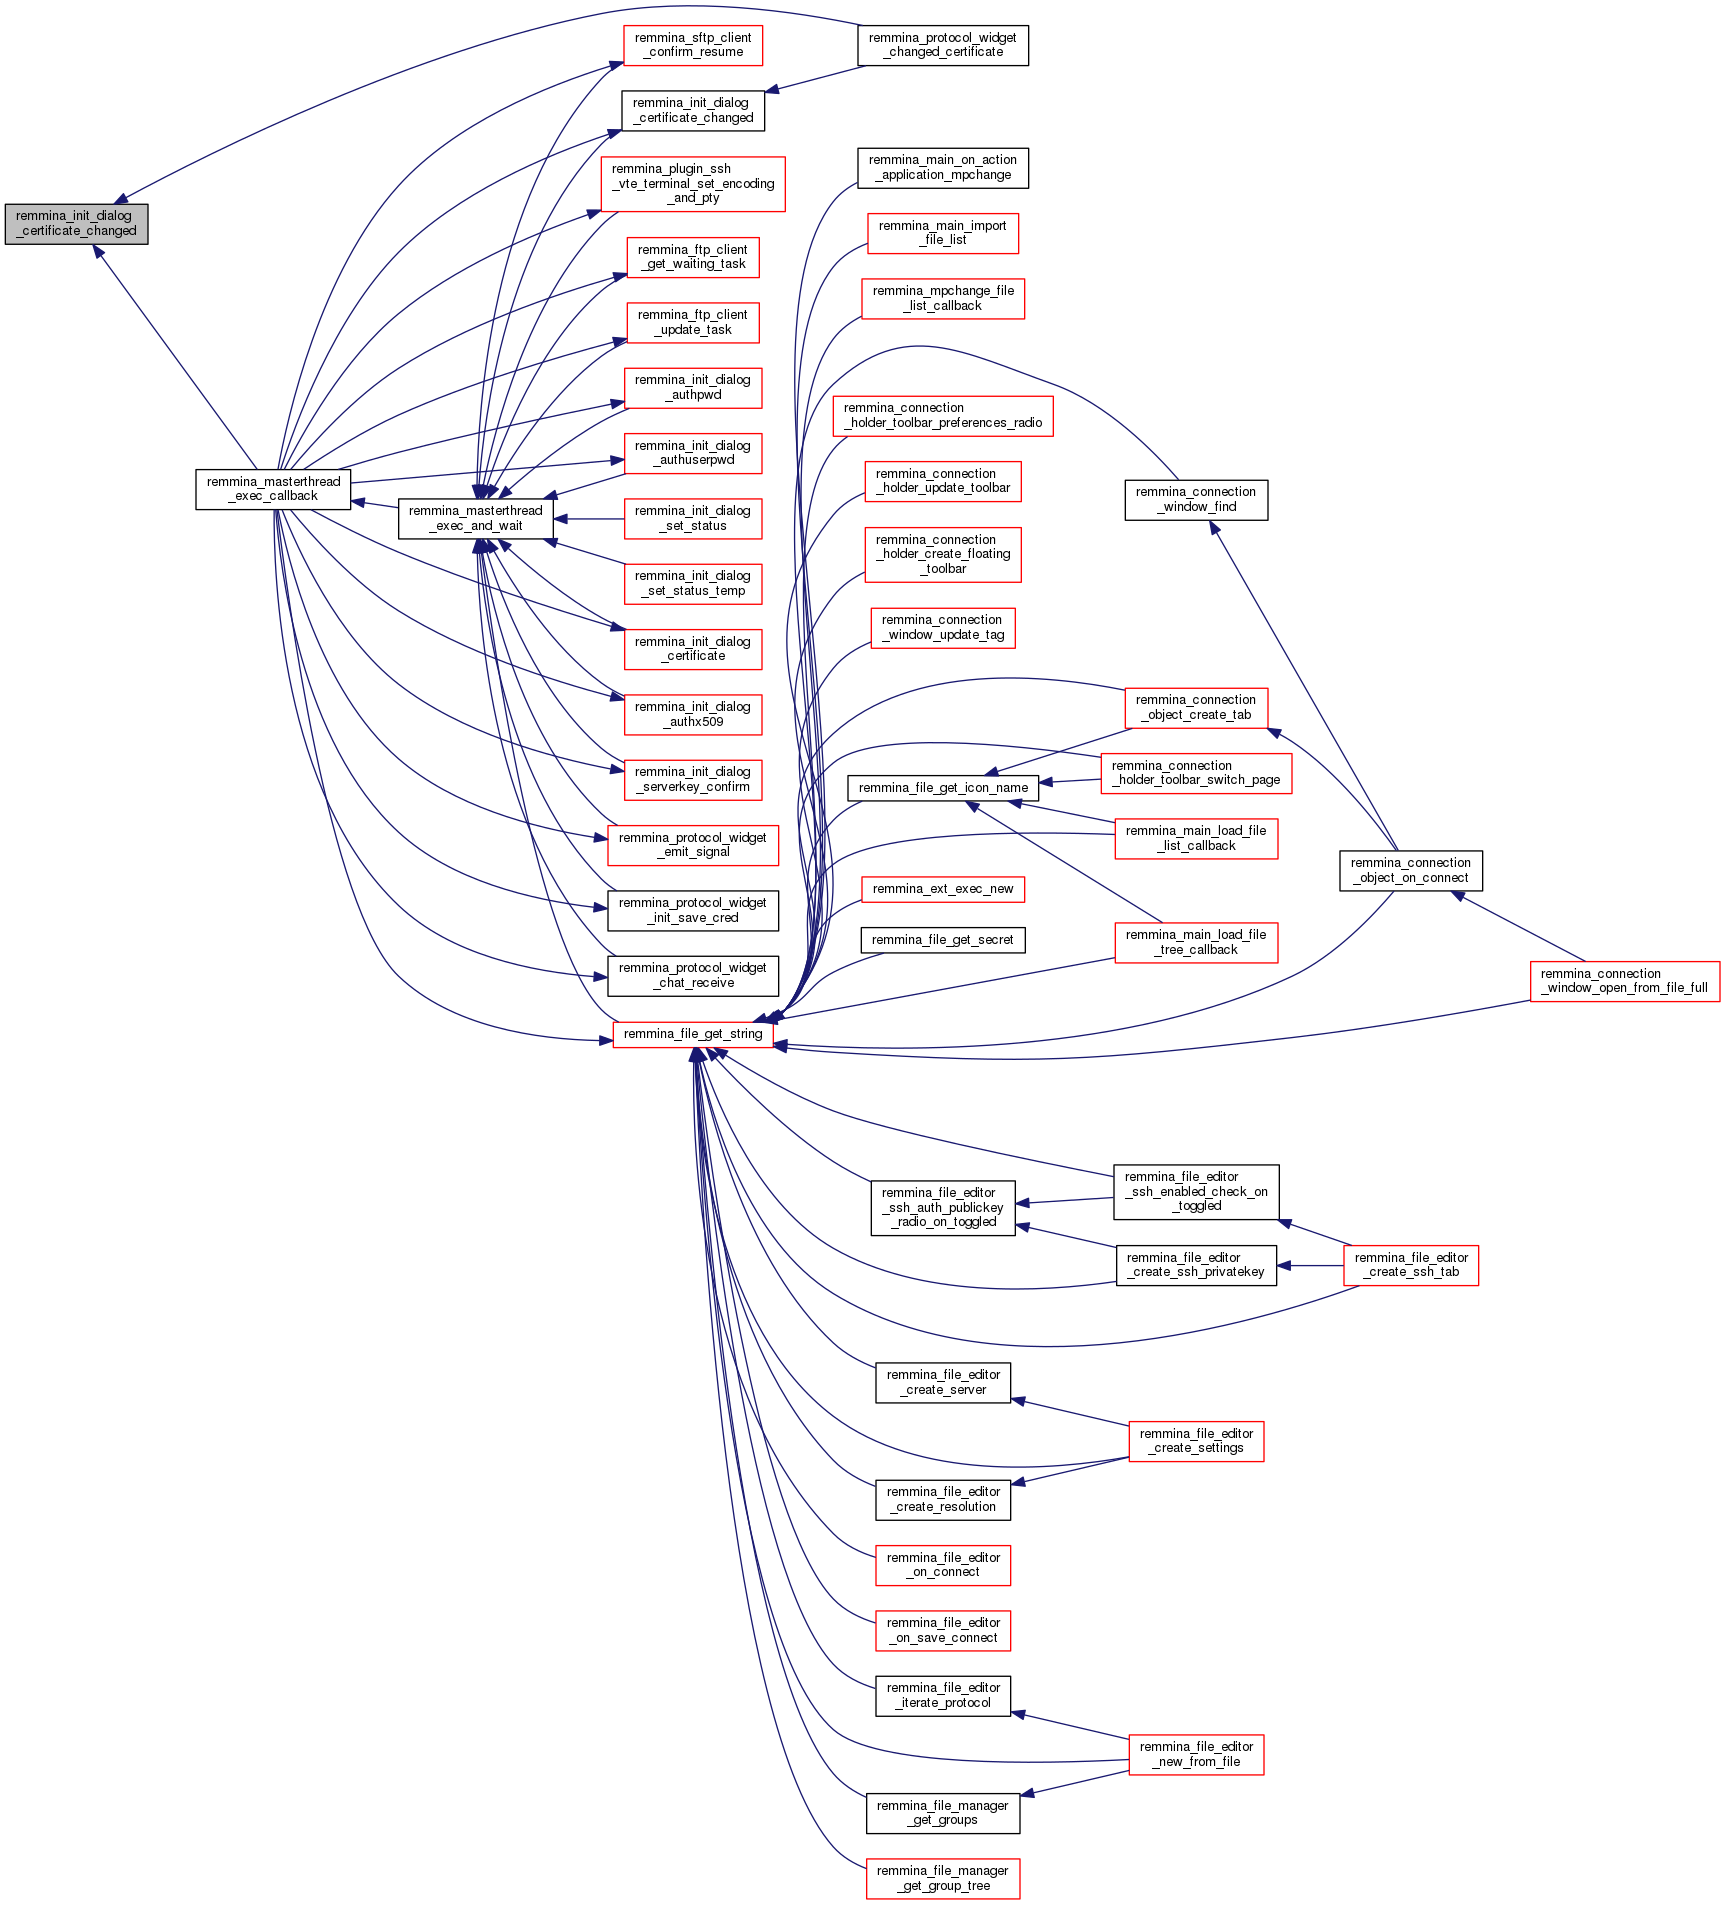 remmina_init_dialog
_certificate_changed
remmina_masterthread
_exec_callback
remmina_masterthread
_exec_and_wait
remmina_sftp_client
_confirm_resume
remmina_init_dialog
_certificate_changed
remmina_plugin_ssh
_vte_terminal_set_encoding
_and_pty
remmina_ftp_client
_get_waiting_task
remmina_ftp_client
_update_task
remmina_init_dialog
_authpwd
remmina_init_dialog
_authuserpwd
remmina_init_dialog
_set_status
remmina_init_dialog
_set_status_temp
remmina_init_dialog
_certificate
remmina_init_dialog
_authx509
remmina_init_dialog
_serverkey_confirm
remmina_protocol_widget
_emit_signal
remmina_protocol_widget
_init_save_cred
remmina_protocol_widget
_chat_receive
remmina_file_get_string
remmina_protocol_widget
_changed_certificate
remmina_main_on_action
_application_mpchange
remmina_main_import
_file_list
remmina_mpchange_file
_list_callback
remmina_connection
_holder_toolbar_preferences_radio
remmina_connection
_holder_update_toolbar
remmina_connection
_holder_create_floating
_toolbar
remmina_connection
_window_update_tag
remmina_file_get_icon_name
remmina_ext_exec_new
remmina_file_get_secret
remmina_file_editor
_ssh_auth_publickey
_radio_on_toggled
remmina_file_editor
_create_server
remmina_file_editor
_create_resolution
remmina_file_editor
_on_connect
remmina_file_editor
_on_save_connect
remmina_file_editor
_iterate_protocol
remmina_file_manager
_get_groups
remmina_file_manager
_get_group_tree
remmina_connection
_window_find
remmina_connection
_object_create_tab
remmina_connection
_holder_toolbar_switch_page
remmina_main_load_file
_list_callback
remmina_main_load_file
_tree_callback
remmina_file_editor
_ssh_enabled_check_on
_toggled
remmina_file_editor
_create_ssh_privatekey
remmina_file_editor
_create_settings
remmina_file_editor
_new_from_file
remmina_connection
_object_on_connect
remmina_file_editor
_create_ssh_tab
remmina_connection
_window_open_from_file_full